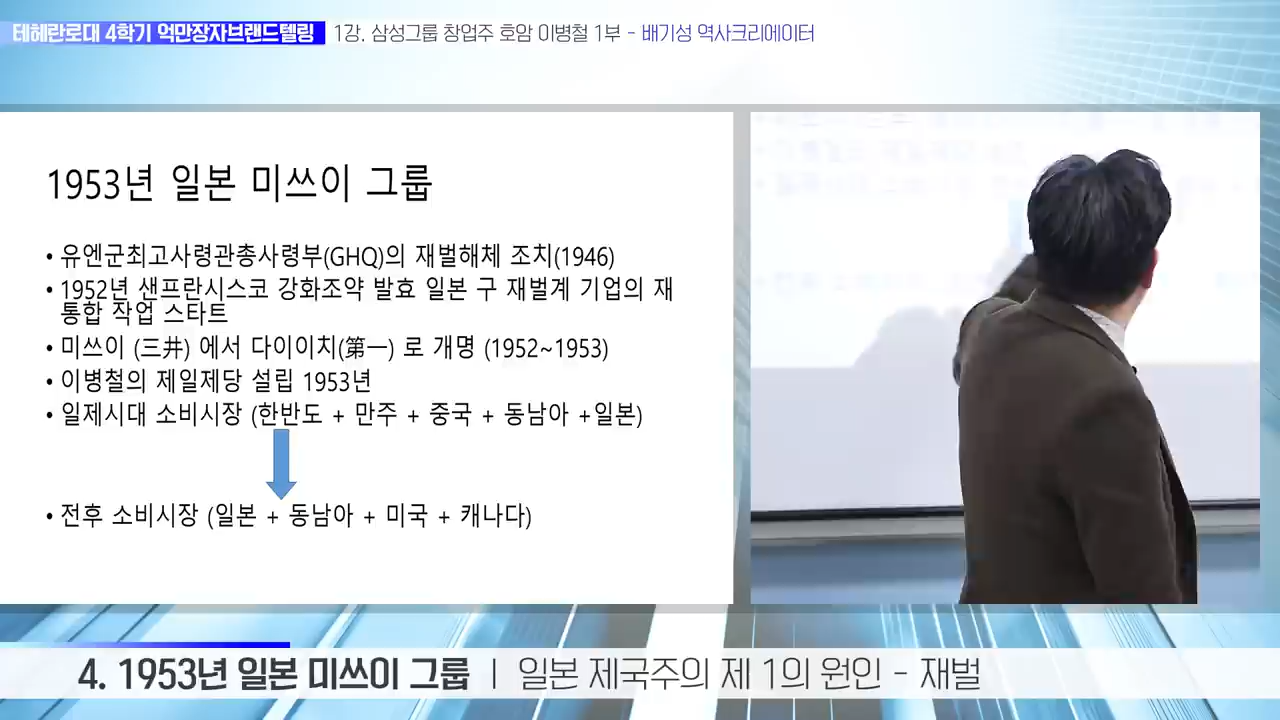 테헤란로대 4학기 억만장자브랜드텔링 1강. 삼성그룹 창업주 호암 이병철 1부 - 배기성 역사크리에이터
1953년 일본 미쓰이 그룹
• 유엔군최고사령관총사령부(GHQ)의 재벌해체 조치(1946)
• 1952년 샌프란시스코 강화조약 발효 일본 구 재벌계 기업의 재
통합 작업 스타트
• 미쓰이 (三井) 에서 다이이치(第一) 로 개명 (1952~1953)
• 이병철의 제일제당 설립 1953년
• 일제시대 소비시장 (한반도 + 만주 + 중국 + 동남아 +일본)
• 전후 소비시장 (일본 + 동남아 + 미국 + 캐나다)
4. 1953년 일본 미쓰이 그룹 | 일본 제국주의 제 1의 원인 - 재벌